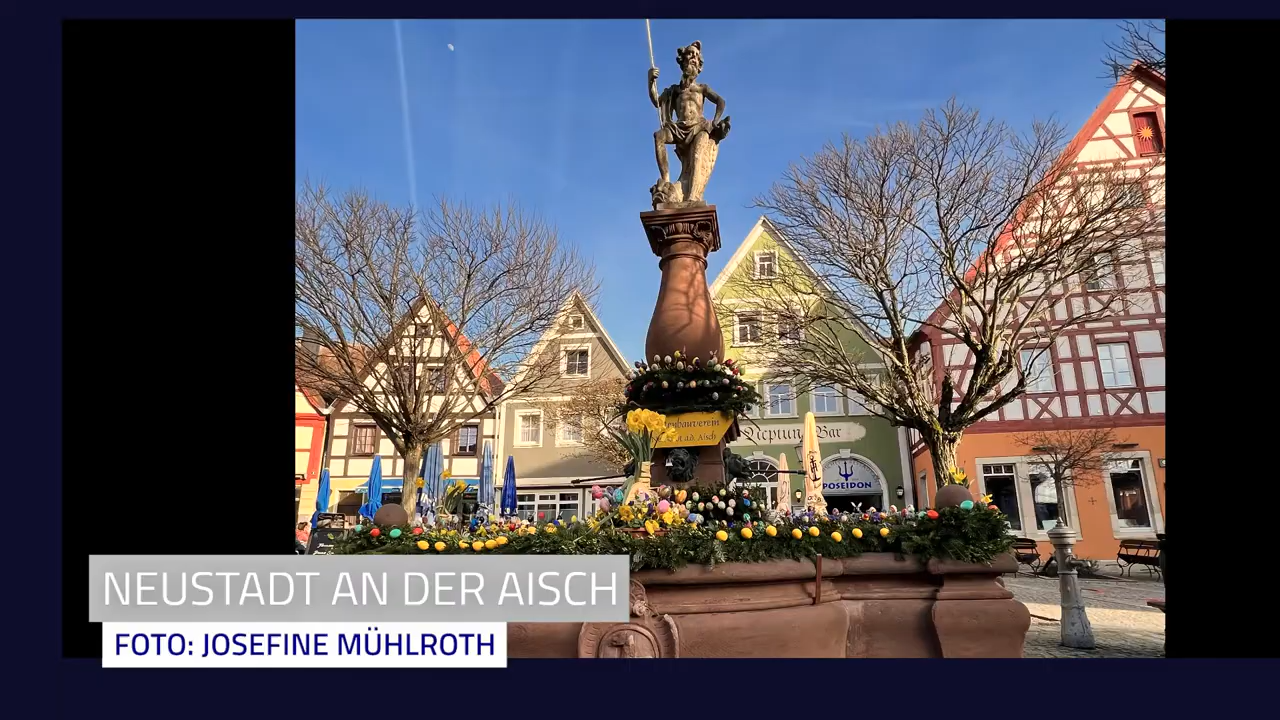 Neptun Bar
POSEIDON
NEUSTADT AN DER AISCH
FOTO: JOSEFINE MÜHLROTH